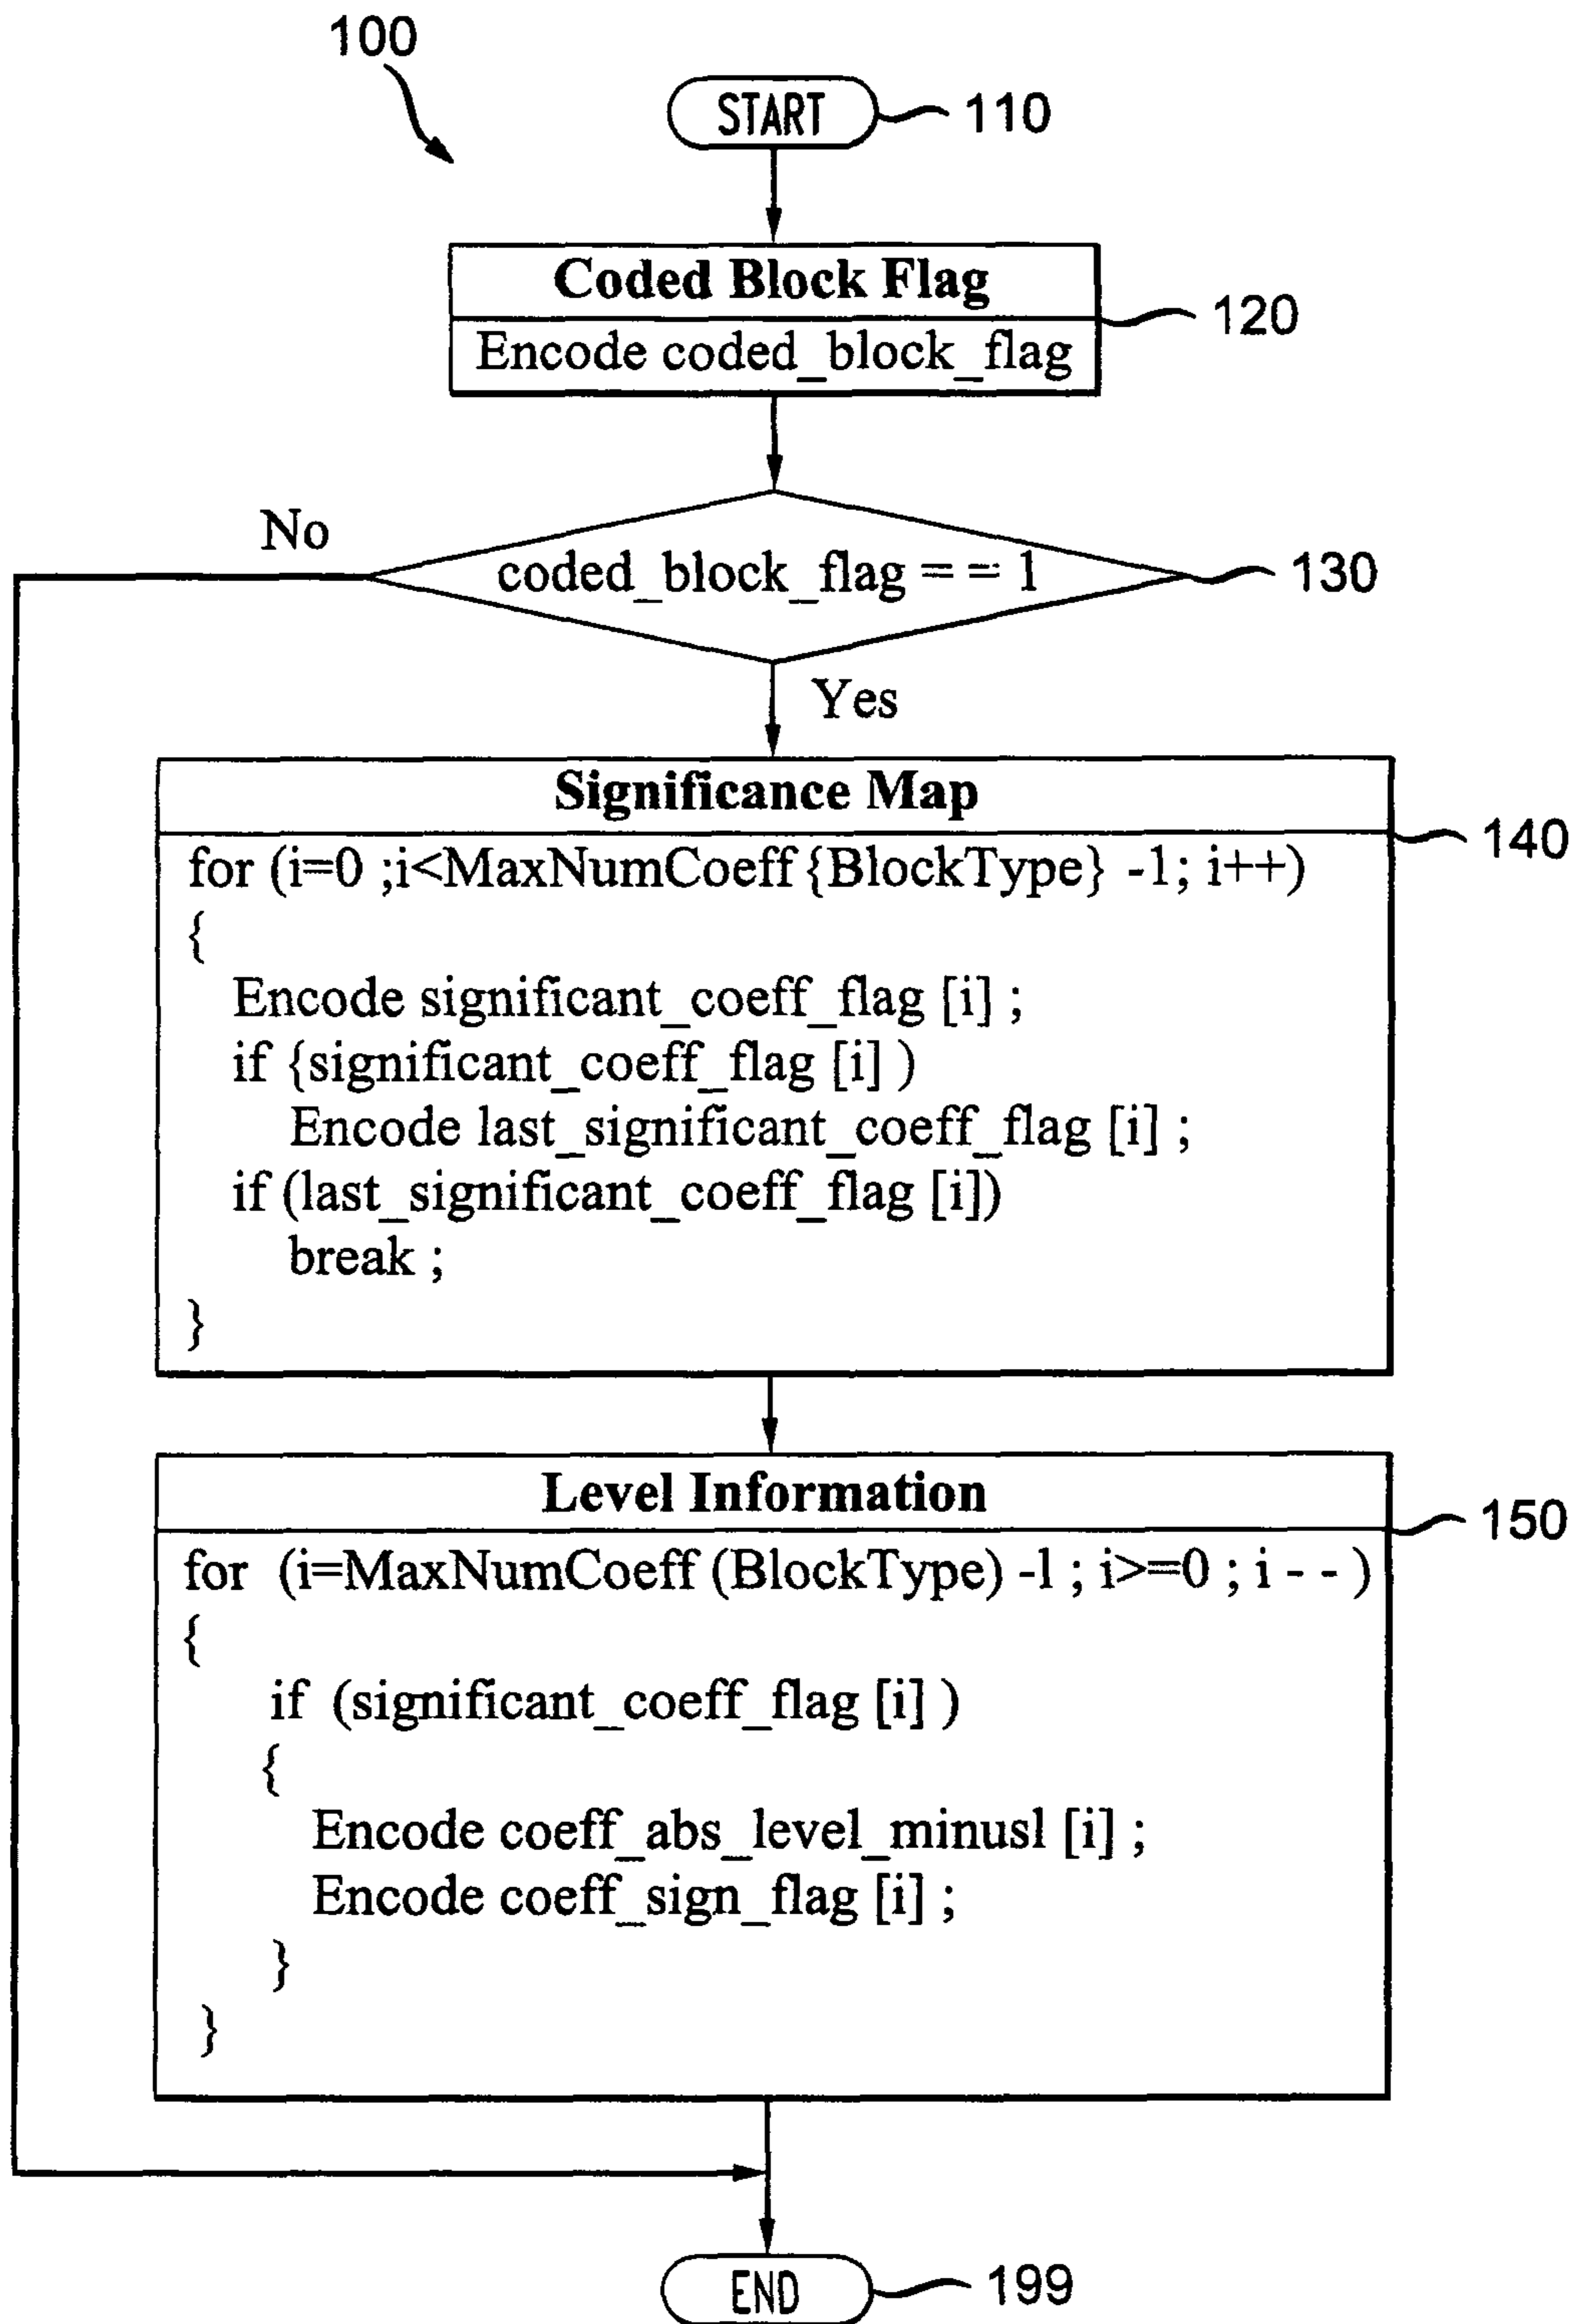 100
START
110
Coded Block Flag
120
Encode coded_block_flag
No
coded_block_flag = = 1
130
Yes
Significance Map
140
for (i=0 ;i<MaxNumCoeff {BlockType} -1; i++)
{
Encode significant_coeff_flag [i] ;
if {significant_coeff_flag [i] )
Encode last_significant_coeff_flag [i] ;
if (last_significant_coeff_flag [i])
break ;
}
Level Information
150
for (i=MaxNumCoeff (BlockType) -l ; i>=0 ; i - - )
{
if (significant_coeff_flag [i] )
{
Encode coeff_abs_level_minusl [i] ;
Encode coeff_sign_flag [i] ;
}
}
END
199